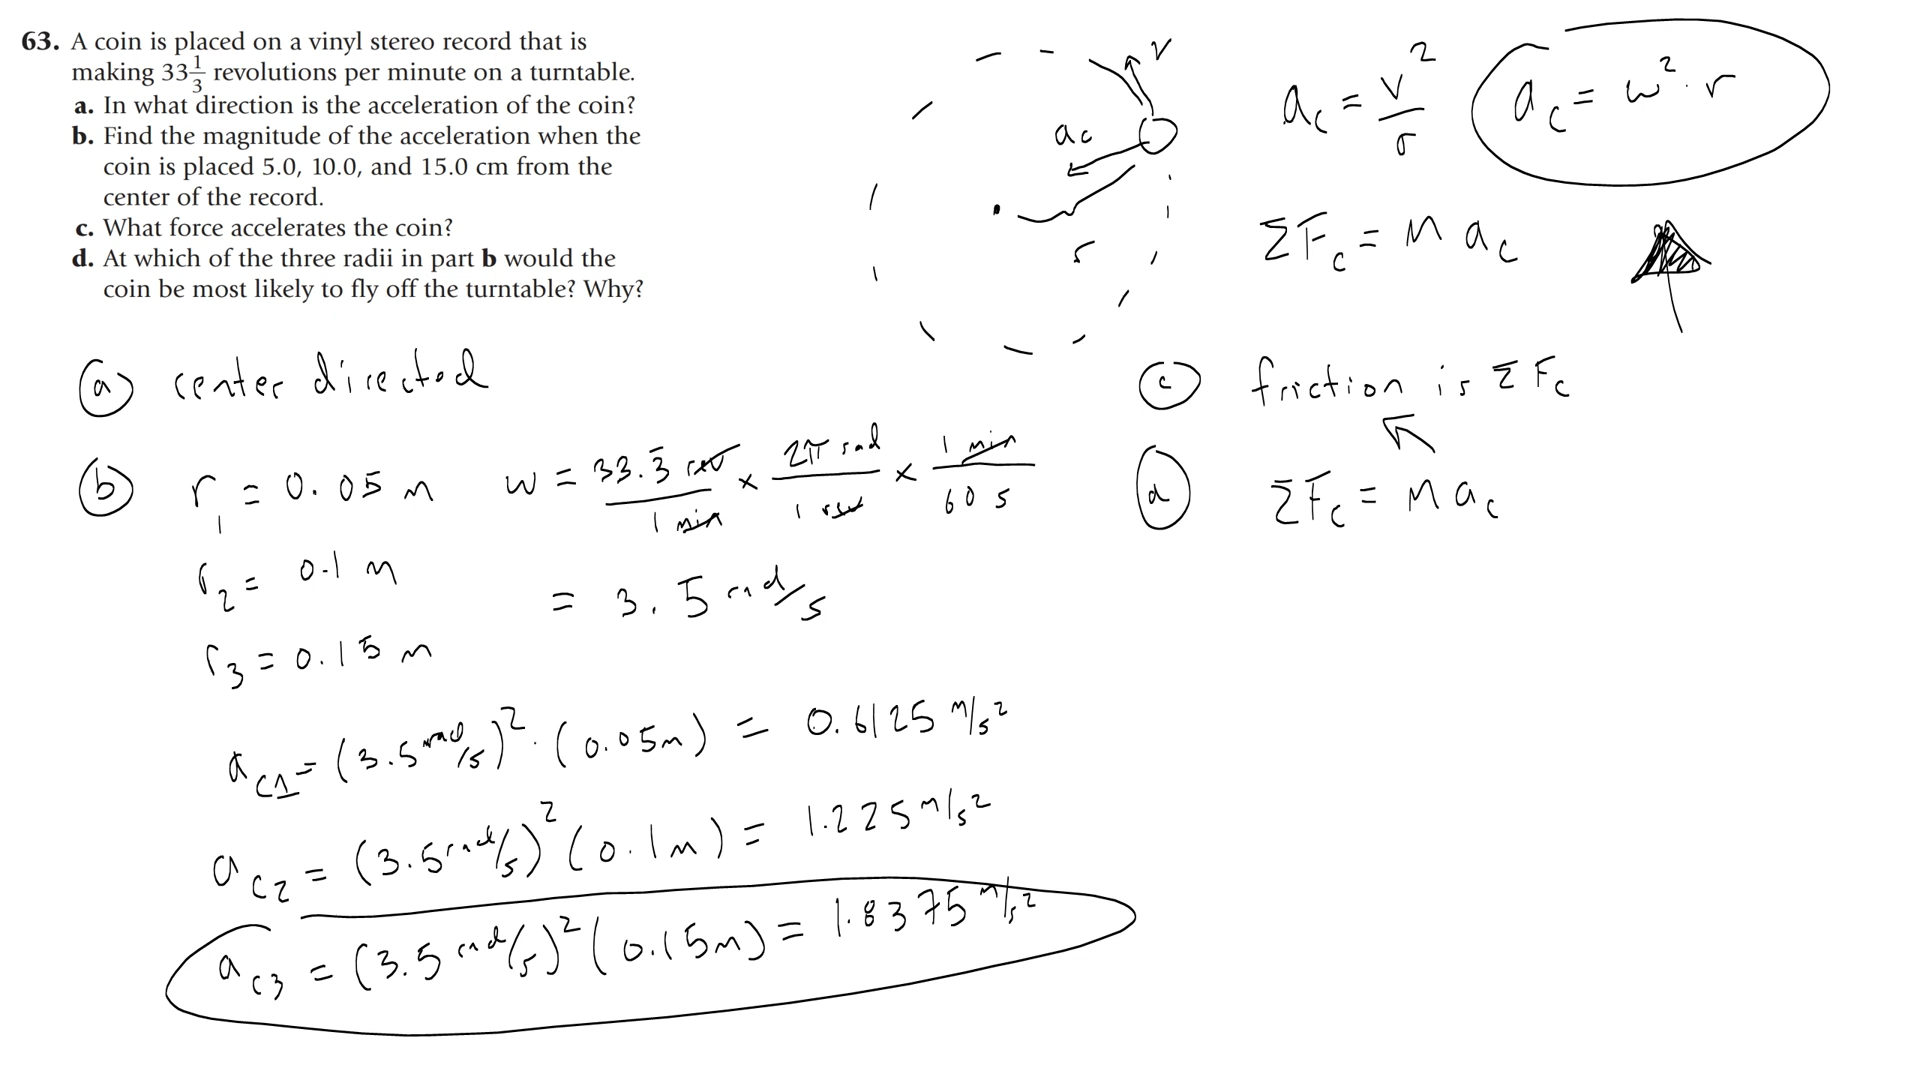 63. A coin is placed on a vinyl stereo record that is
making 33 1/3 revolutions per minute on a turntable.
a. In what direction is the acceleration of the coin?
b. Find the magnitude of the acceleration when the
coin is placed 5.0, 10.0, and 15.0 cm from the
center of the record.
c. What force accelerates the coin?
d. At which of the three radii in part b would the
coin be most likely to fly off the turntable? Why?
v
ac
r
ac = v²/r
ac = w² · r
ΣFc = m ac
(a) center directed
(b) r1 = 0.05 m
w = 33.3̅ rev / 1 min × 2π rad / 1 rev × 1 min / 60 s
r2 = 0.1 m
= 3.5 rad/s
r3 = 0.15 m
ac1 = (3.5 rad/s)² · (0.05m) = 0.6125 m/s²
ac2 = (3.5 rad/s)² (0.1m) = 1.225 m/s²
ac3 = (3.5 rad/s)² (0.15m) = 1.8375 m/s²
(c) friction is ΣFc
(d) ΣFc = m ac